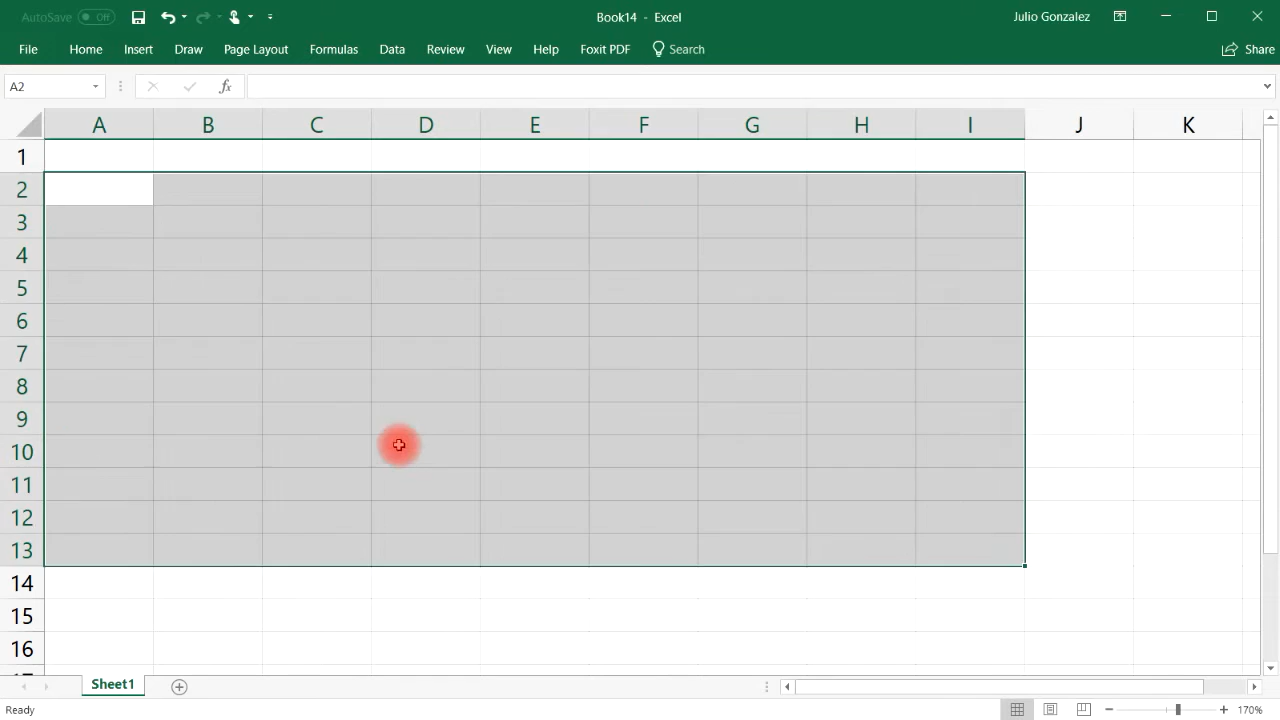 AutoSave Off Book14 - Excel Julio Gonzalez
File Home Insert Draw Page Layout Formulas Data Review View Help Foxit PDF Search Share
A2 fx
A B C D E F G H I J K
1
2
3
4
5
6
7
8
9
10
11
12
13
14
15
16
Sheet1
Ready 170%